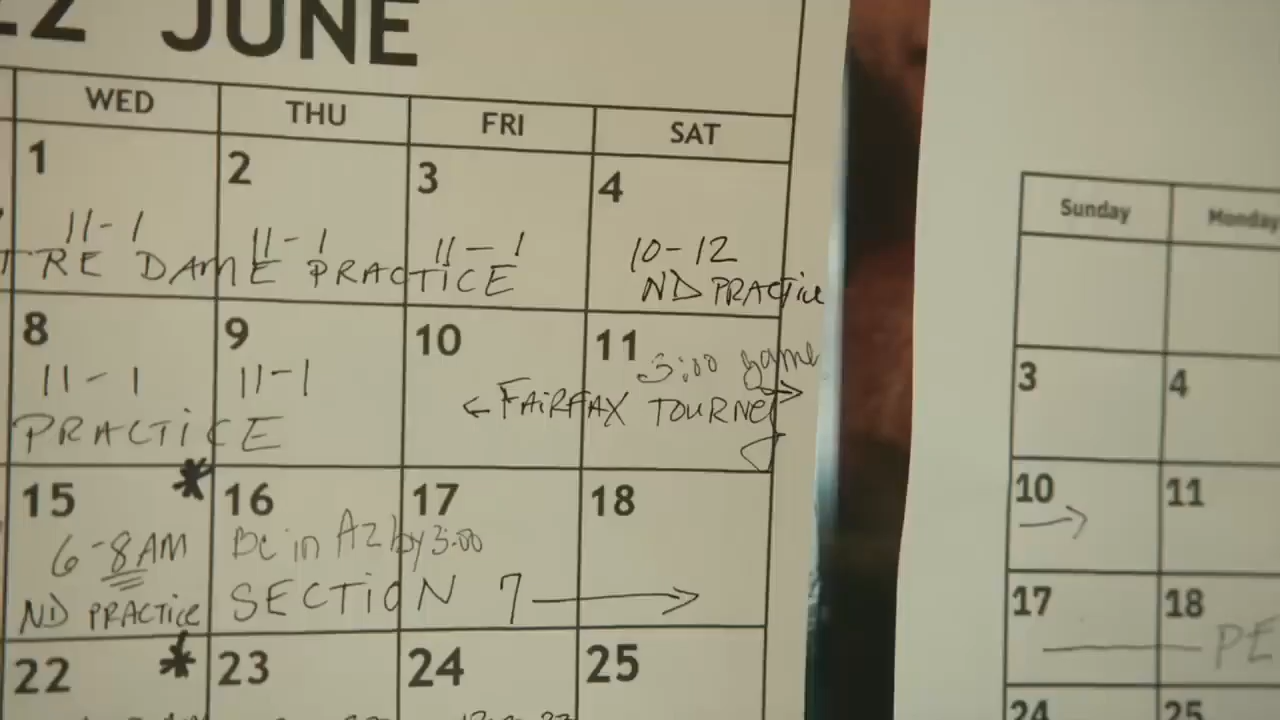 22 JUNE
WED THU FRI SAT
1 2 3 4
11-1 11-1 11-1 10-12
TRE DAME PRACTICE ND PRACTICE
8 9 10 11 3:00 game
11-1 11-1 ← FAIRFAX TOURNEY →
PRACTICE
15 * 16 17 18
6-8AM Be in AZ by 3:00
ND PRACTICE SECTION 7 →
22 * 23 24 25
Sunday Monday
3 4
10 → 11
17 18
PE
24 25